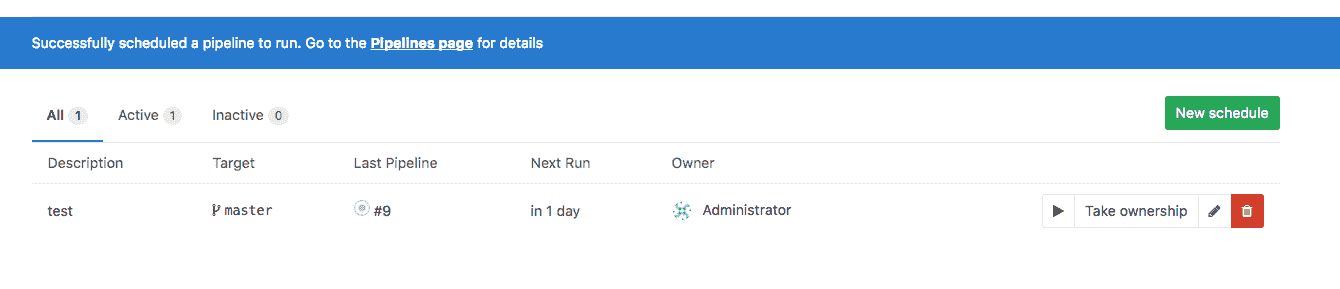 Successfully scheduled a pipeline to run. Go to the Pipelines page for details
All 1 Active 1 Inactive 0 New schedule
Description Target Last Pipeline Next Run Owner
test master #9 in 1 day Administrator Take ownership